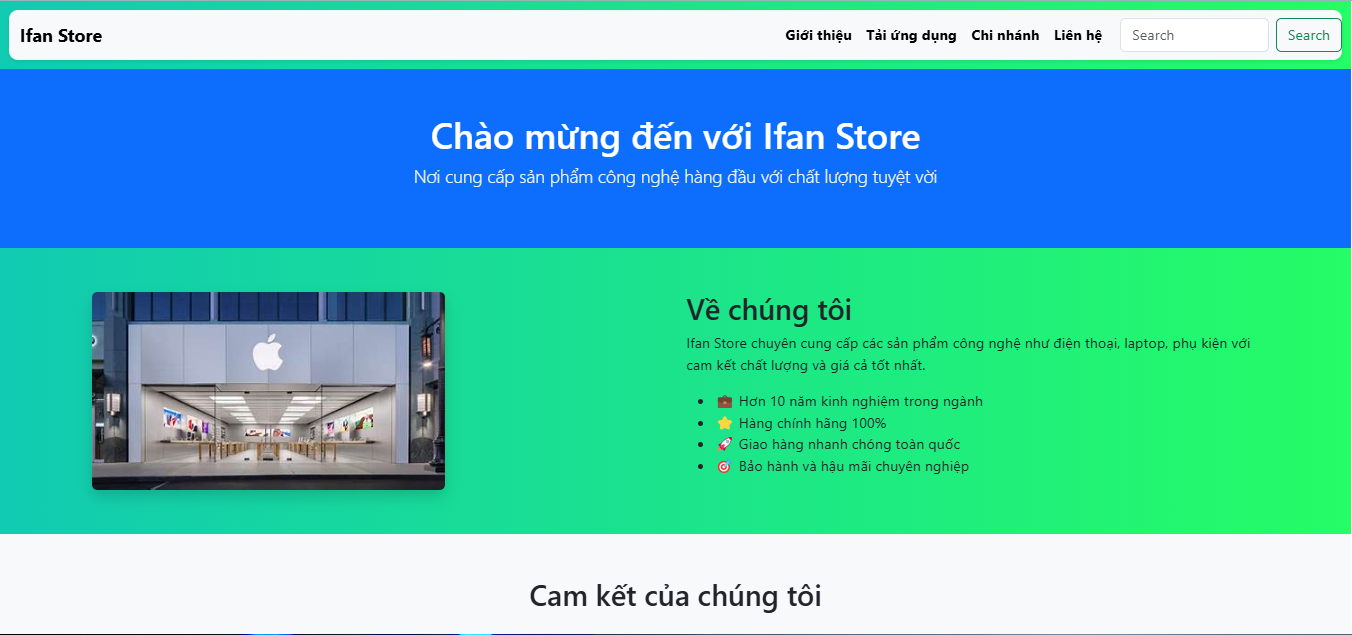 Ifan Store
Giới thiệu Tải ứng dụng Chi nhánh Liên hệ Search Search
Chào mừng đến với Ifan Store
Nơi cung cấp sản phẩm công nghệ hàng đầu với chất lượng tuyệt vời
Về chúng tôi
Ifan Store chuyên cung cấp các sản phẩm công nghệ như điện thoại, laptop, phụ kiện với
cam kết chất lượng và giá cả tốt nhất.
• 💼 Hơn 10 năm kinh nghiệm trong ngành
• ⭐ Hàng chính hãng 100%
• 🚀 Giao hàng nhanh chóng toàn quốc
• 🎯 Bảo hành và hậu mãi chuyên nghiệp
Cam kết của chúng tôi